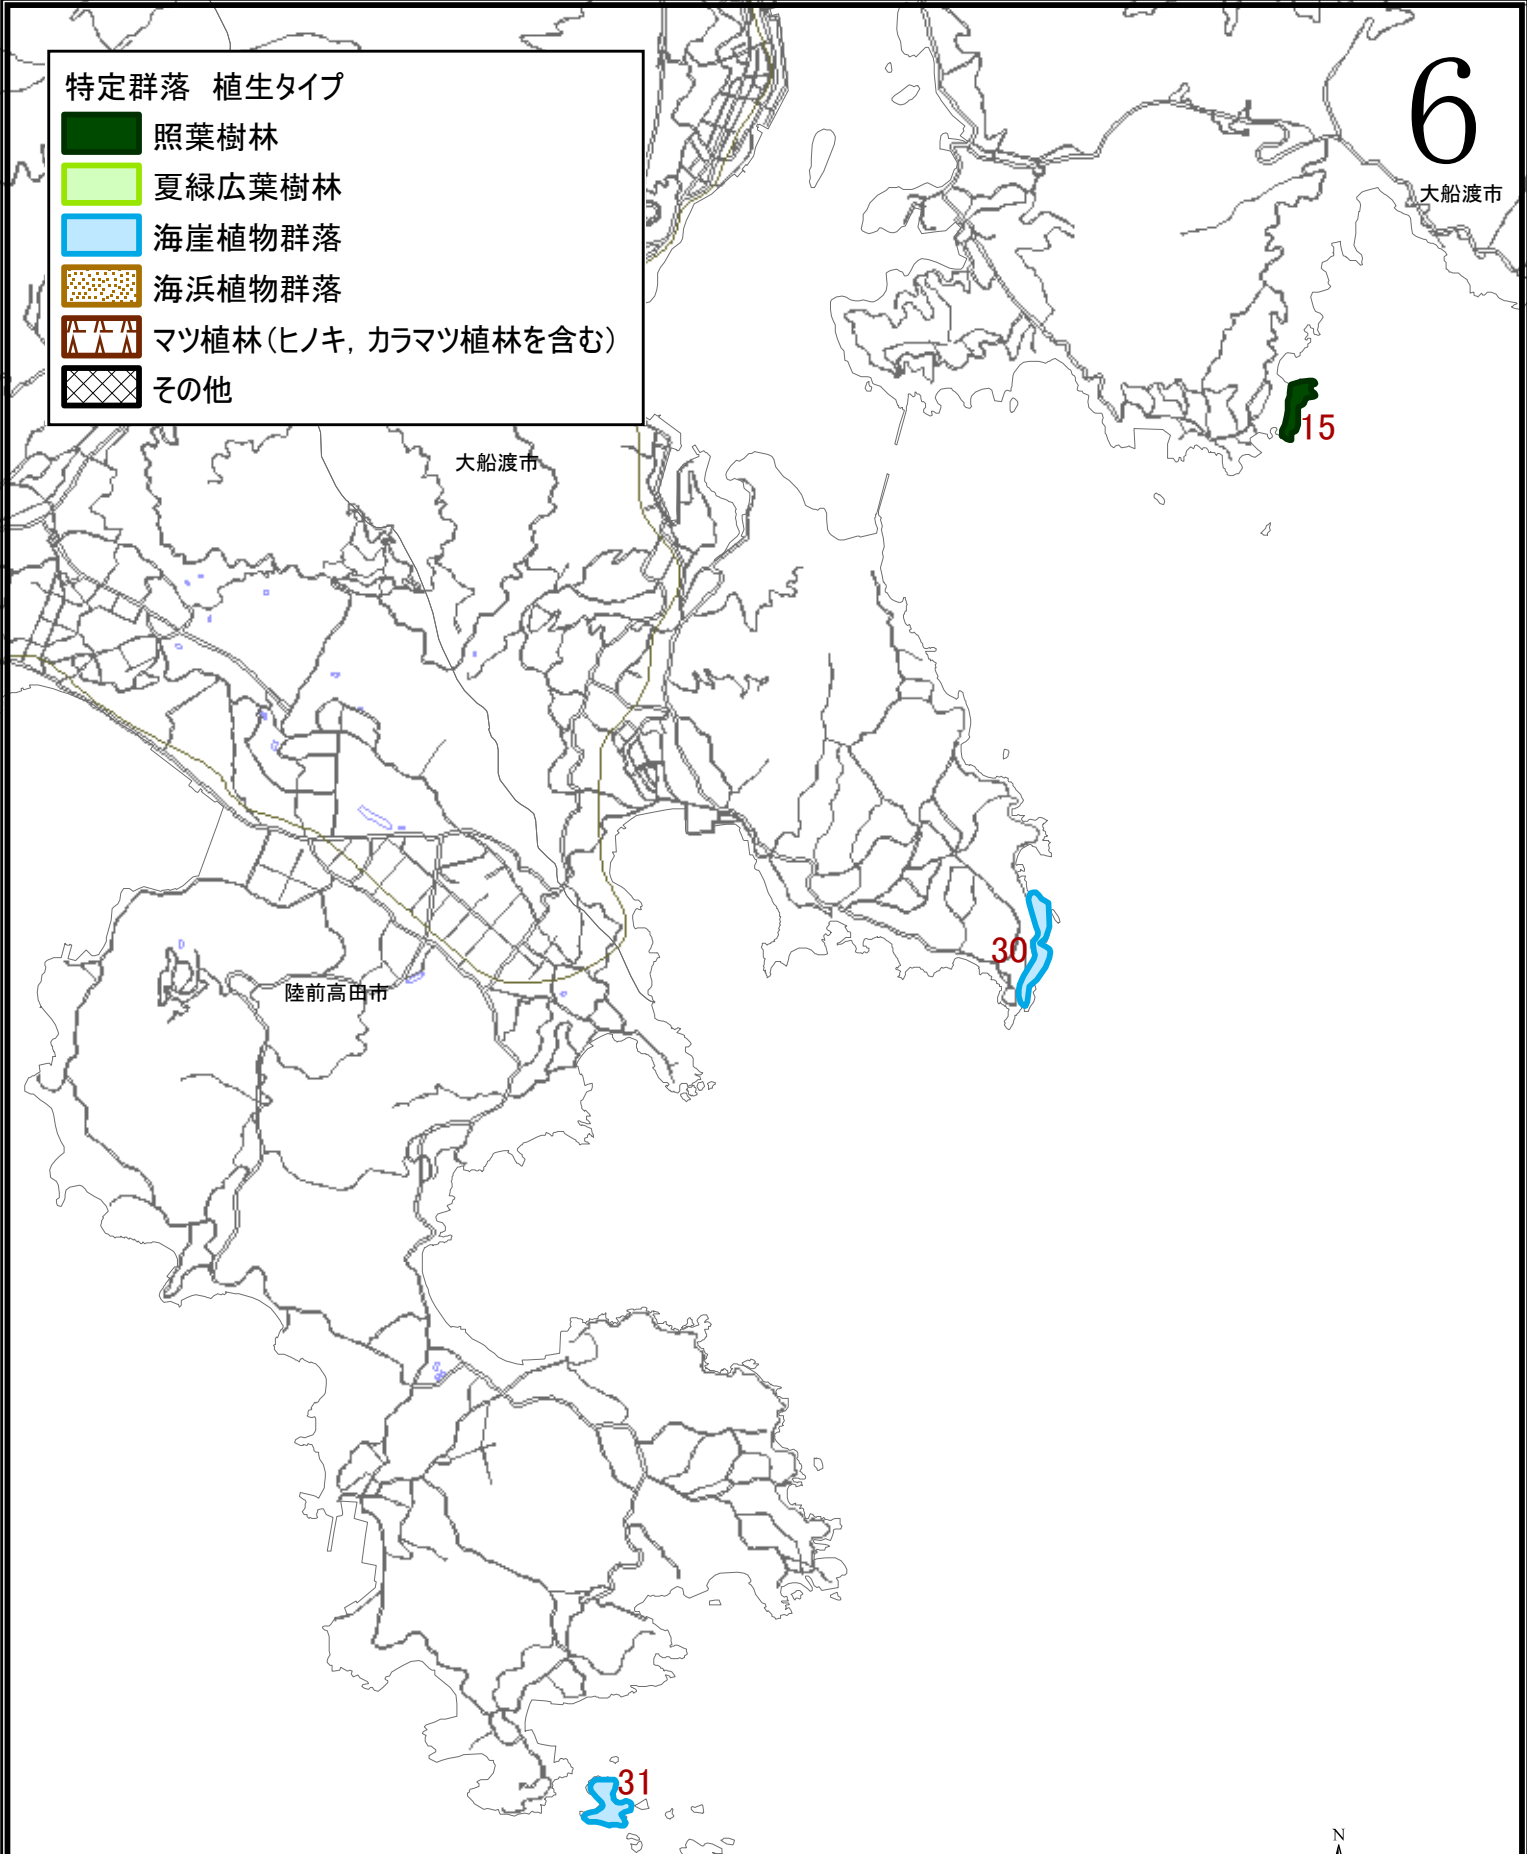 特定群落　植生タイプ
照葉樹林
夏緑広葉樹林
海崖植物群落
海浜植物群落
マツ植林（ヒノキ，カラマツ植林を含む）
その他
6
大船渡市
15
大船渡市
30
陸前高田市
31
N